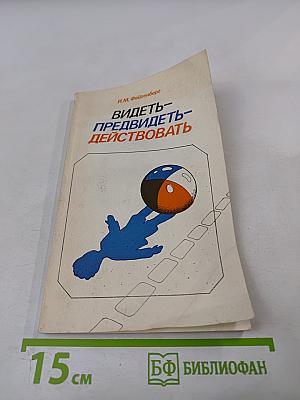 И.М. Фейгенберг
ВИДЕТЬ–
ПРЕДВИДЕТЬ–
ДЕЙСТВОВАТЬ
15 см
БФ БИБЛИОФАН